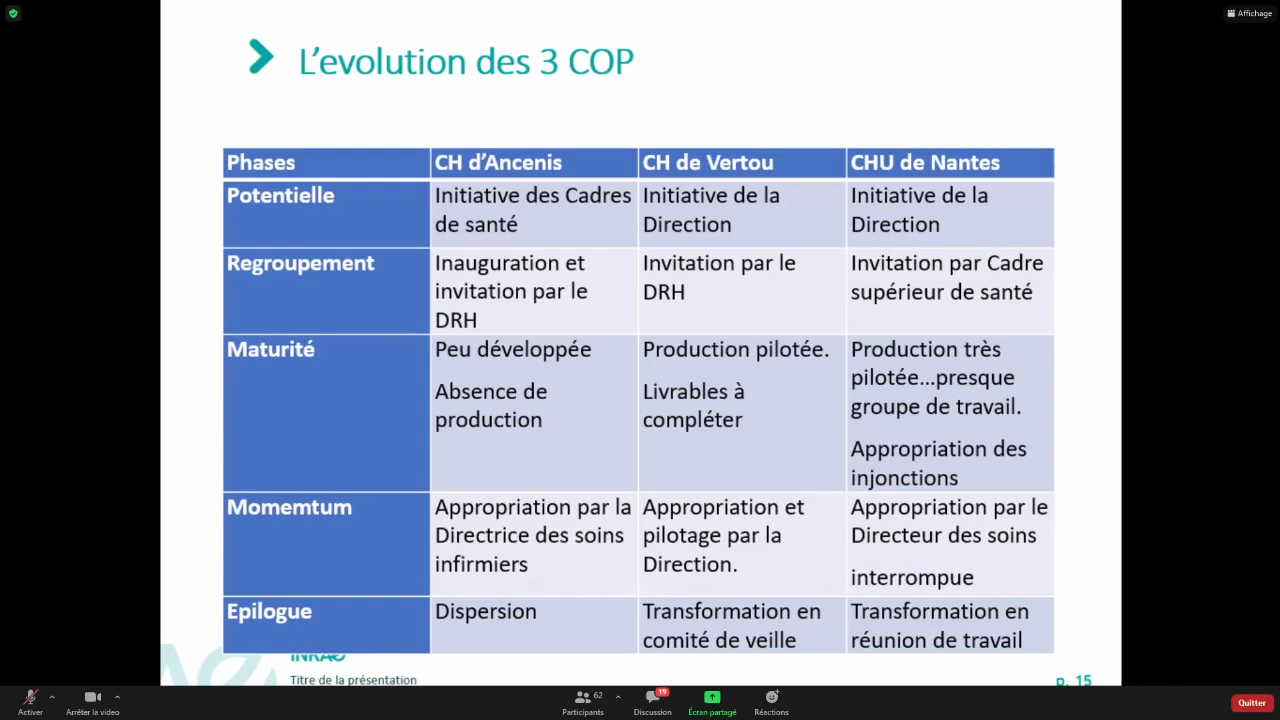 Affichage
L'evolution des 3 COP
Phases
CH d'Ancenis
CH de Vertou
CHU de Nantes
Potentielle
Initiative des Cadres
de santé
Initiative de la
Direction
Initiative de la
Direction
Regroupement
Inauguration et
invitation par le
DRH
Invitation par le
DRH
Invitation par Cadre
supérieur de santé
Maturité
Peu développée
Absence de
production
Production pilotée.
Livrables à
compléter
Production très
pilotée...presque
groupe de travail.
Appropriation des
injonctions
Momemtum
Appropriation par la
Directrice des soins
infirmiers
Appropriation et
pilotage par la
Direction.
Appropriation par le
Directeur des soins
interrompue
Epilogue
Dispersion
Transformation en
comité de veille
Transformation en
réunion de travail
INRAE
Titre de la présentation
p. 15
Activer
Arrêter la video
62
Participants
19
Discussion
Écran partagé
Réactions
Quitter